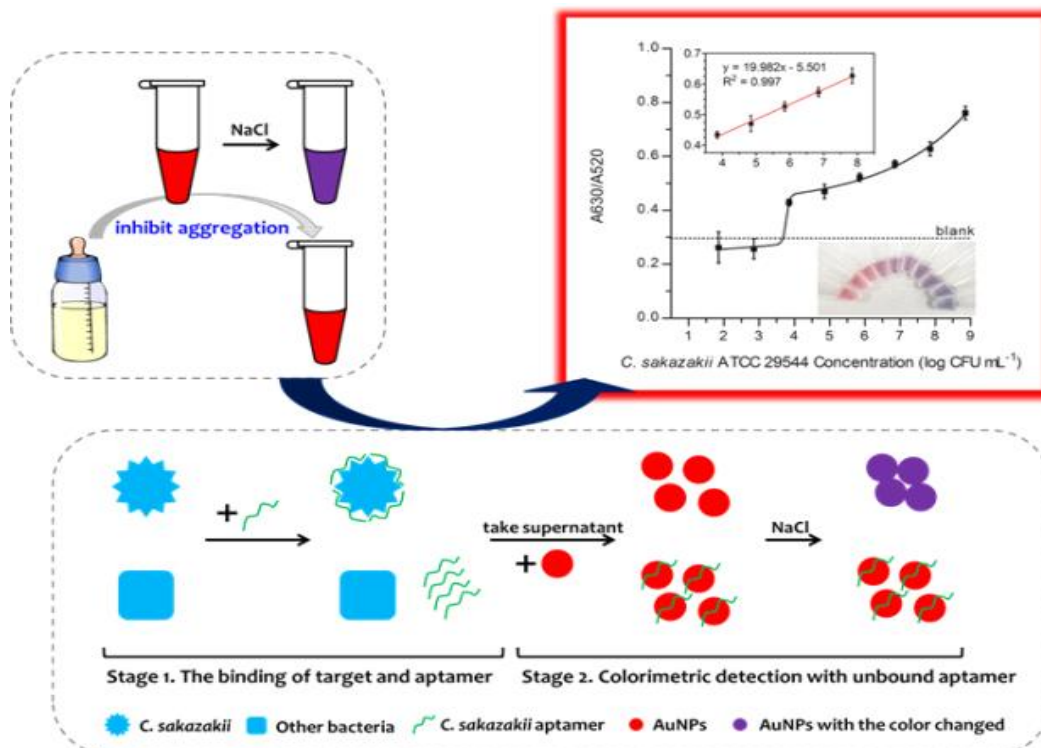 NaCl
inhibit aggregation
A630/A520
1.0
0.8
0.6
0.4
0.2
0.0
0.7
0.6
0.5
0.4
y = 19.982x - 5.501
R² = 0.997
4 5 6 7 8
blank
1 2 3 4 5 6 7 8 9
C. sakazakii ATCC 29544 Concentration (log CFU mL⁻¹)
+
take supernatant
+
NaCl
Stage 1. The binding of target and aptamer
Stage 2. Colorimetric detection with unbound aptamer
C. sakazakii
Other bacteria
C. sakazakii aptamer
AuNPs
AuNPs with the color changed